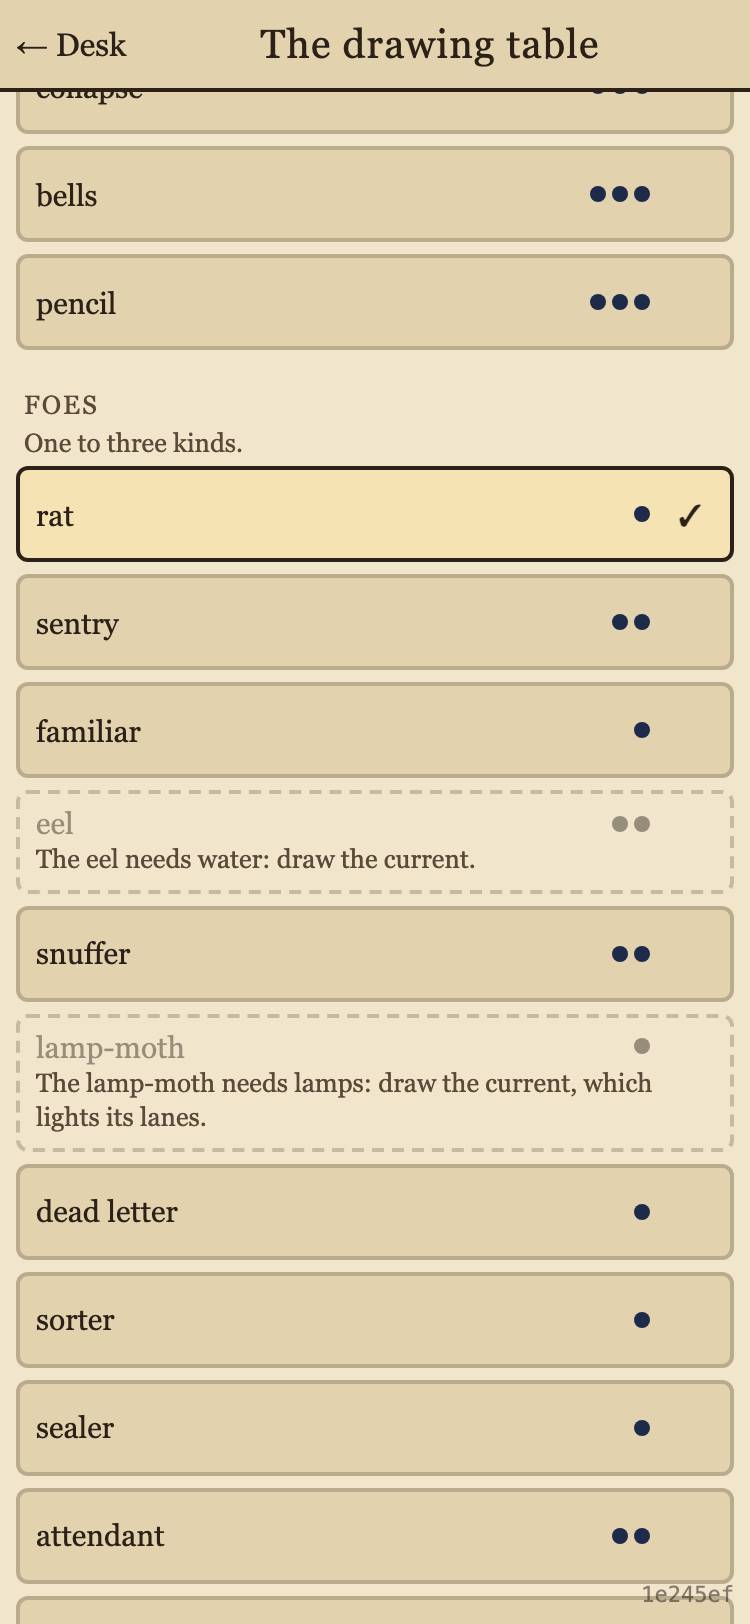 ← Desk
The drawing table
collapse
bells
pencil
FOES
One to three kinds.
rat ✓
sentry
familiar
eel
The eel needs water: draw the current.
snuffer
lamp-moth
The lamp-moth needs lamps: draw the current, which
lights its lanes.
dead letter
sorter
sealer
attendant
1e245ef